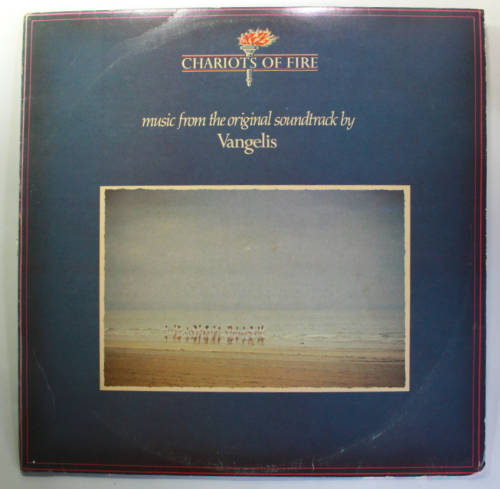 CHARIOTS OF FIRE
music from the original soundtrack by
Vangelis